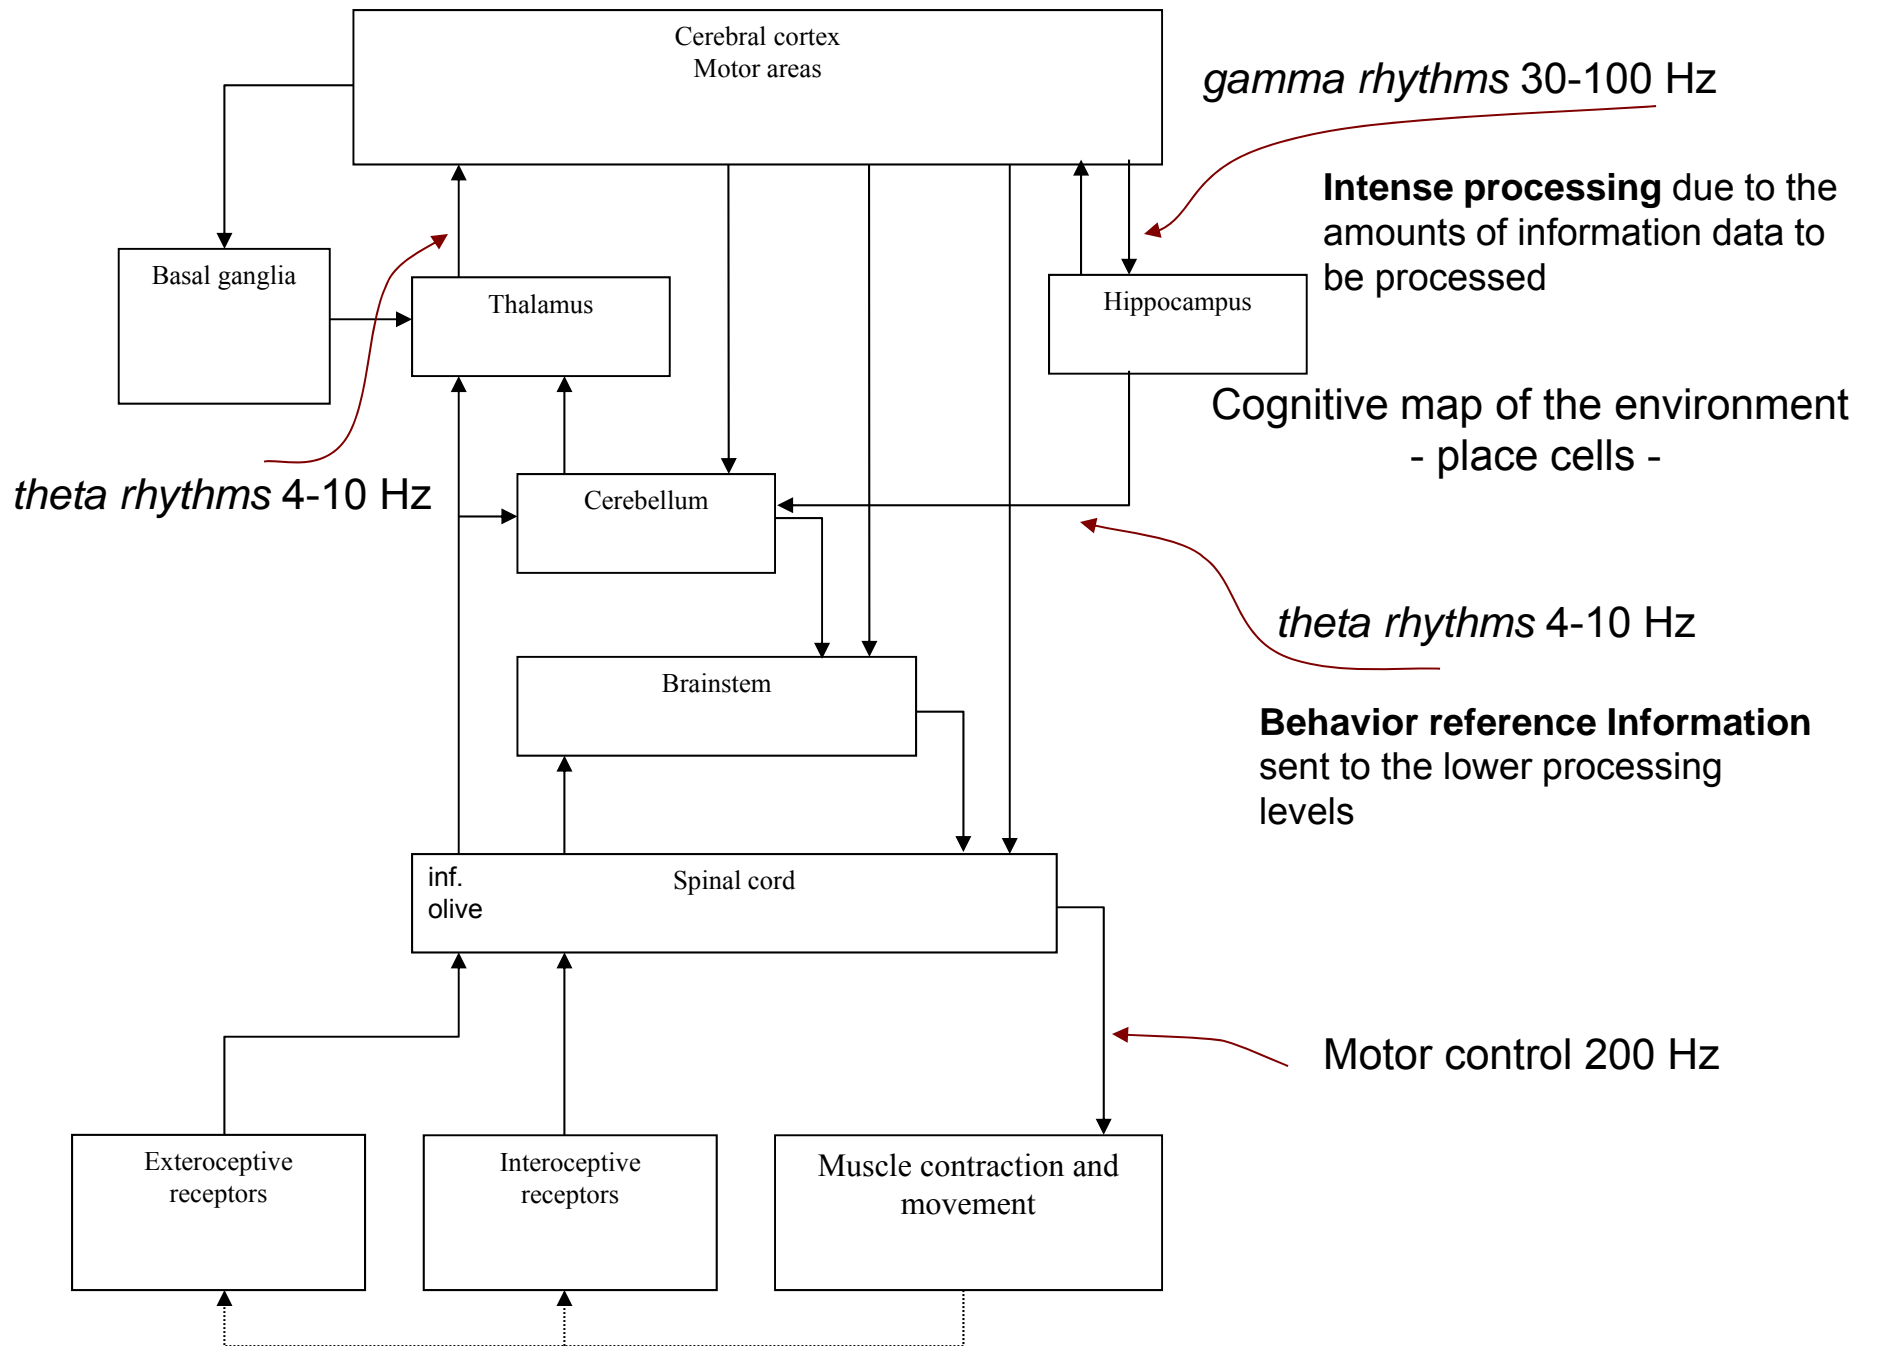 Cerebral cortex
Motor areas
gamma rhythms 30-100 Hz
Intense processing due to the
amounts of information data to
be processed
Basal ganglia
Thalamus
Hippocampus
Cognitive map of the environment
- place cells -
theta rhythms 4-10 Hz
Cerebellum
theta rhythms 4-10 Hz
Brainstem
Behavior reference Information
sent to the lower processing
levels
inf.
olive
Spinal cord
Motor control 200 Hz
Exteroceptive
receptors
Interoceptive
receptors
Muscle contraction and
movement